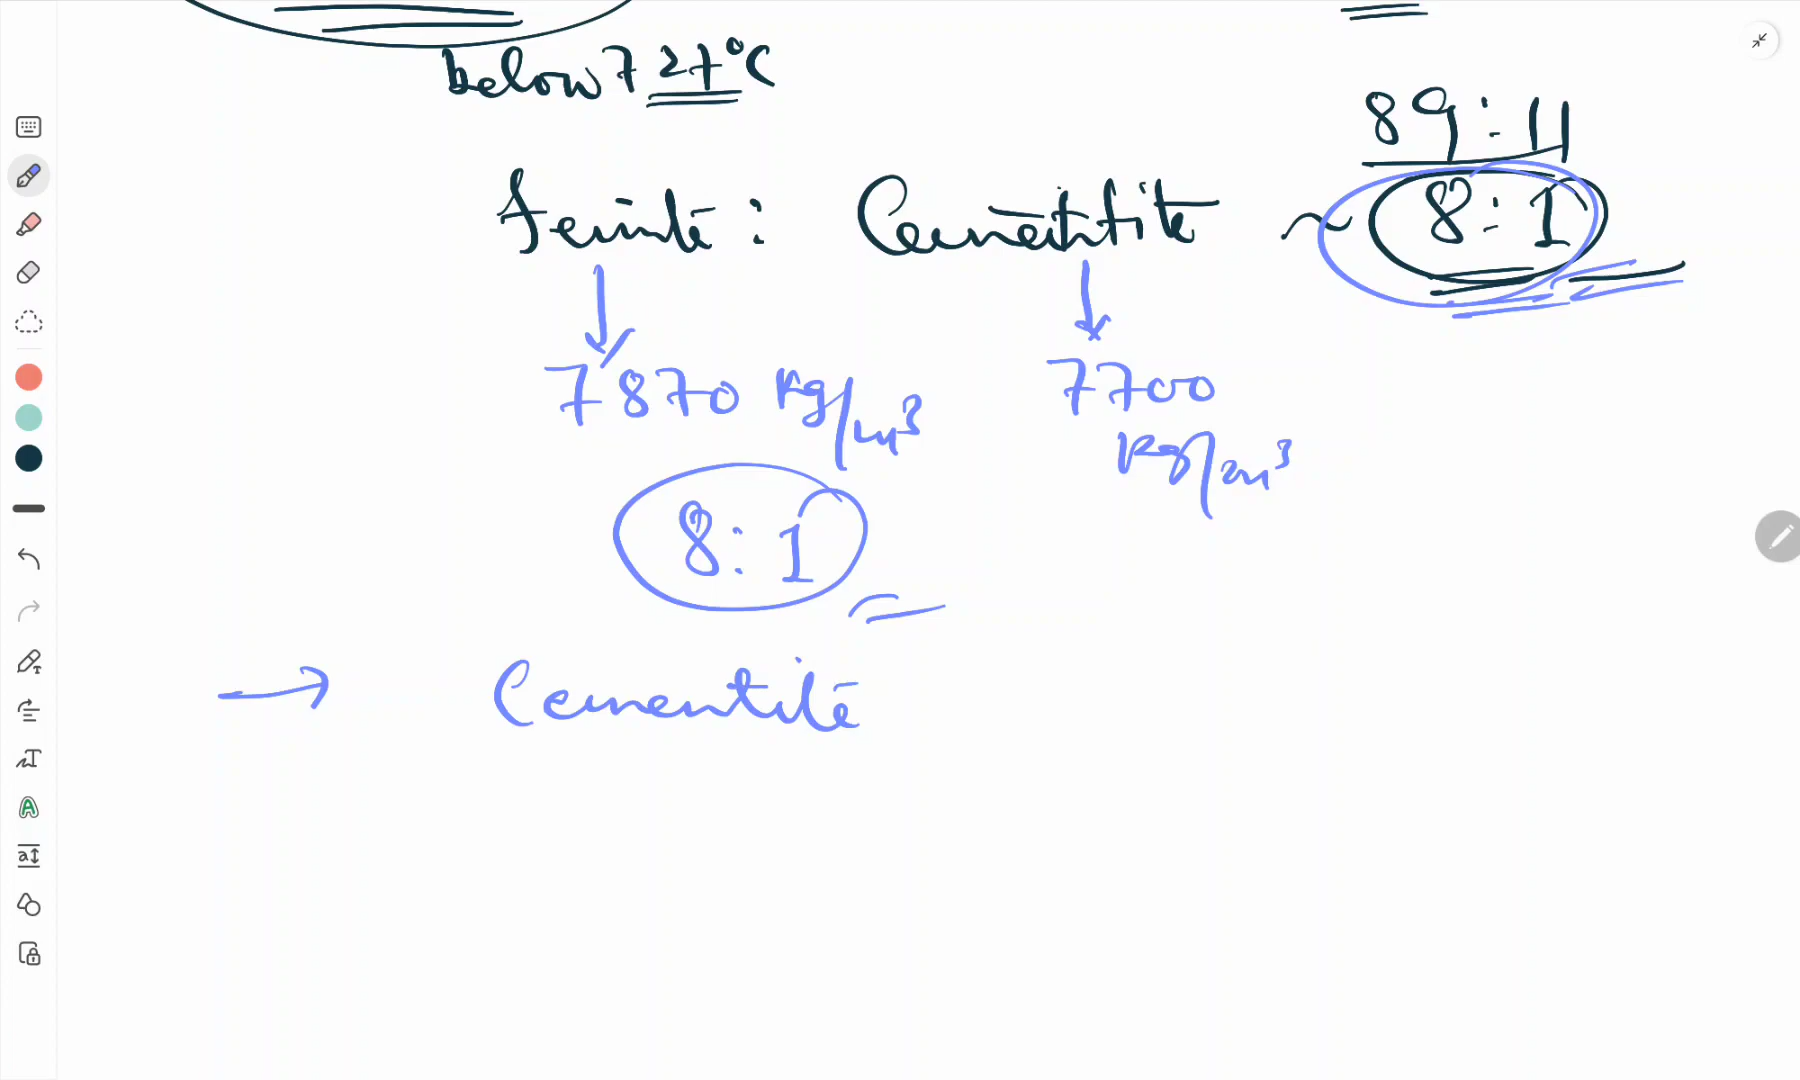 below 727°C
89:11
ferrite : Cementite ~ 8:1
7870 kg/m³
7700 kg/m³
8:1
→ Cementite